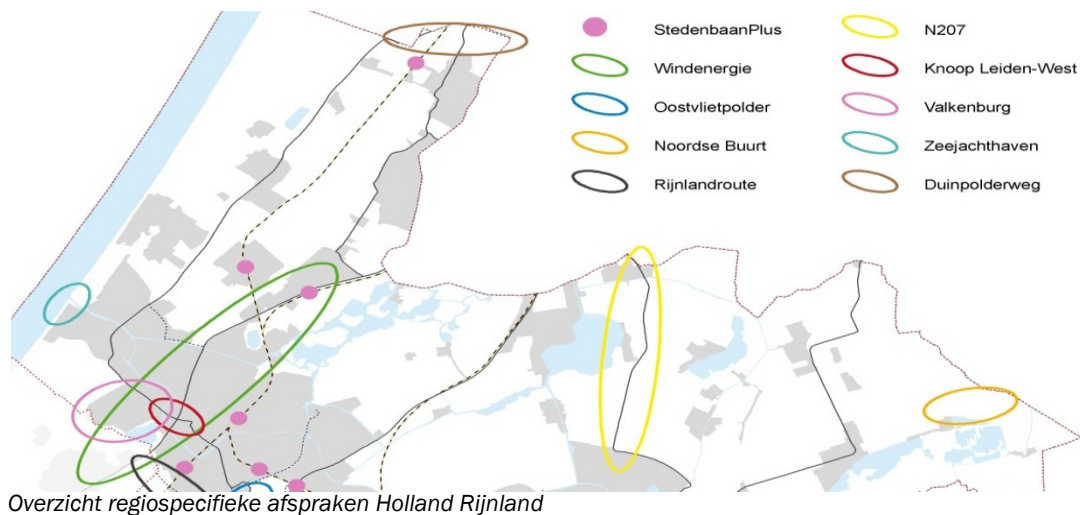 StedenbaanPlus
Windenergie
Oostvlietpolder
Noordse Buurt
Rijnlandroute
N207
Knoop Leiden-West
Valkenburg
Zeejachthaven
Duinpolderweg
Overzicht regiospecifieke afspraken Holland Rijnland